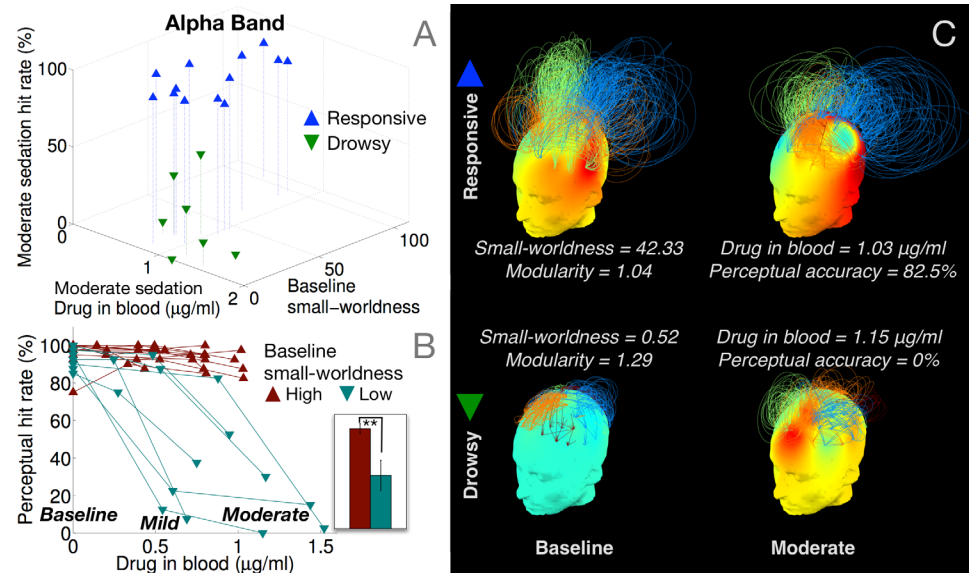 Alpha Band
A
Moderate sedation hit rate (%)
100
50
0
0
1
2
Moderate sedation
Drug in blood (μg/ml)
0
50
100
Baseline
small−worldness
Responsive
Drowsy
B
Perceptual hit rate (%)
100
80
60
40
20
0
Baseline
small−worldness
High
Low
**
Baseline
Mild
Moderate
0
0.5
1
1.5
Drug in blood (μg/ml)
C
Responsive
Small-worldness = 42.33
Modularity = 1.04
Drug in blood = 1.03 μg/ml
Perceptual accuracy = 82.5%
Small-worldness = 0.52
Modularity = 1.29
Drug in blood = 1.15 μg/ml
Perceptual accuracy = 0%
Drowsy
Baseline
Moderate